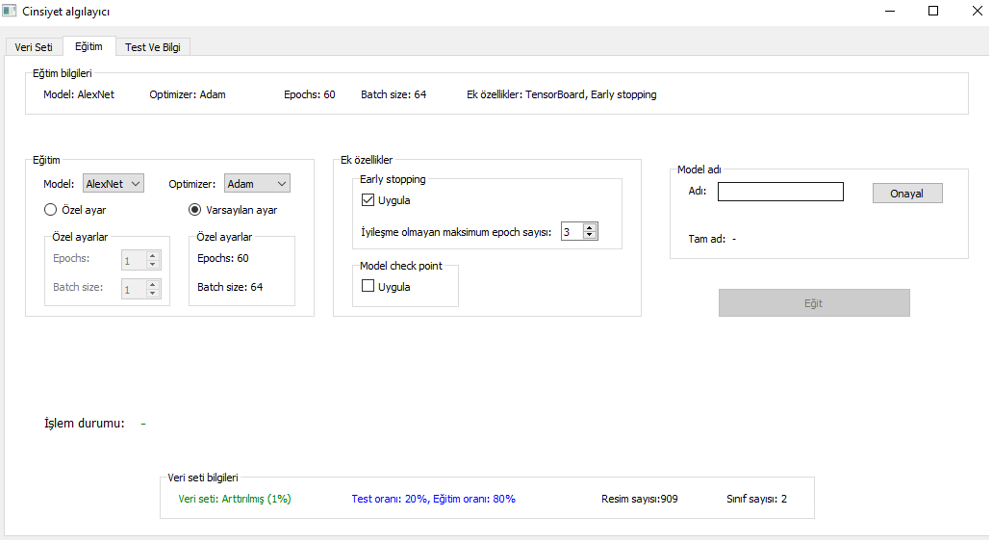 Cinsiyet algılayıcı
Veri Seti Eğitim Test Ve Bilgi
Eğtim bilgileri
Model: AlexNet Optimizer: Adam Epochs: 60 Batch size: 64 Ek özellikler: TensorBoard, Early stopping
Eğitim
Model: AlexNet Optimizer: Adam
Özel ayar Varsayılan ayar
Özel ayarlar Özel ayarlar
Epochs: 1 Epochs: 60
Batch size: 1 Batch size: 64
Ek özellikler
Early stopping
Uygula
İyileşme olmayan maksimum epoch sayısı: 3
Model check point
Uygula
Model adı
Adı: Onayal
Tam ad: -
Eğit
İşlem durumu: -
Veri seti bilgileri
Veri seti: Arttırılmış (1%) Test oranı: 20%, Eğitim oranı: 80% Resim sayısı:909 Sınıf sayısı: 2